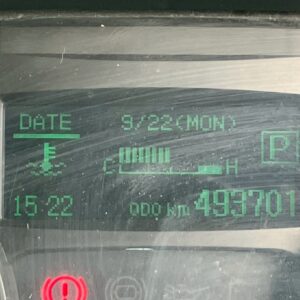 DATE 9/22(MON)
P
C H
15:22 ODO km 493701